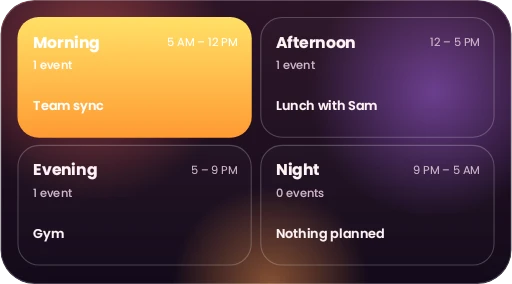 Morning
5 AM – 12 PM
1 event
Team sync
Afternoon
12 – 5 PM
1 event
Lunch with Sam
Evening
5 – 9 PM
1 event
Gym
Night
9 PM – 5 AM
0 events
Nothing planned